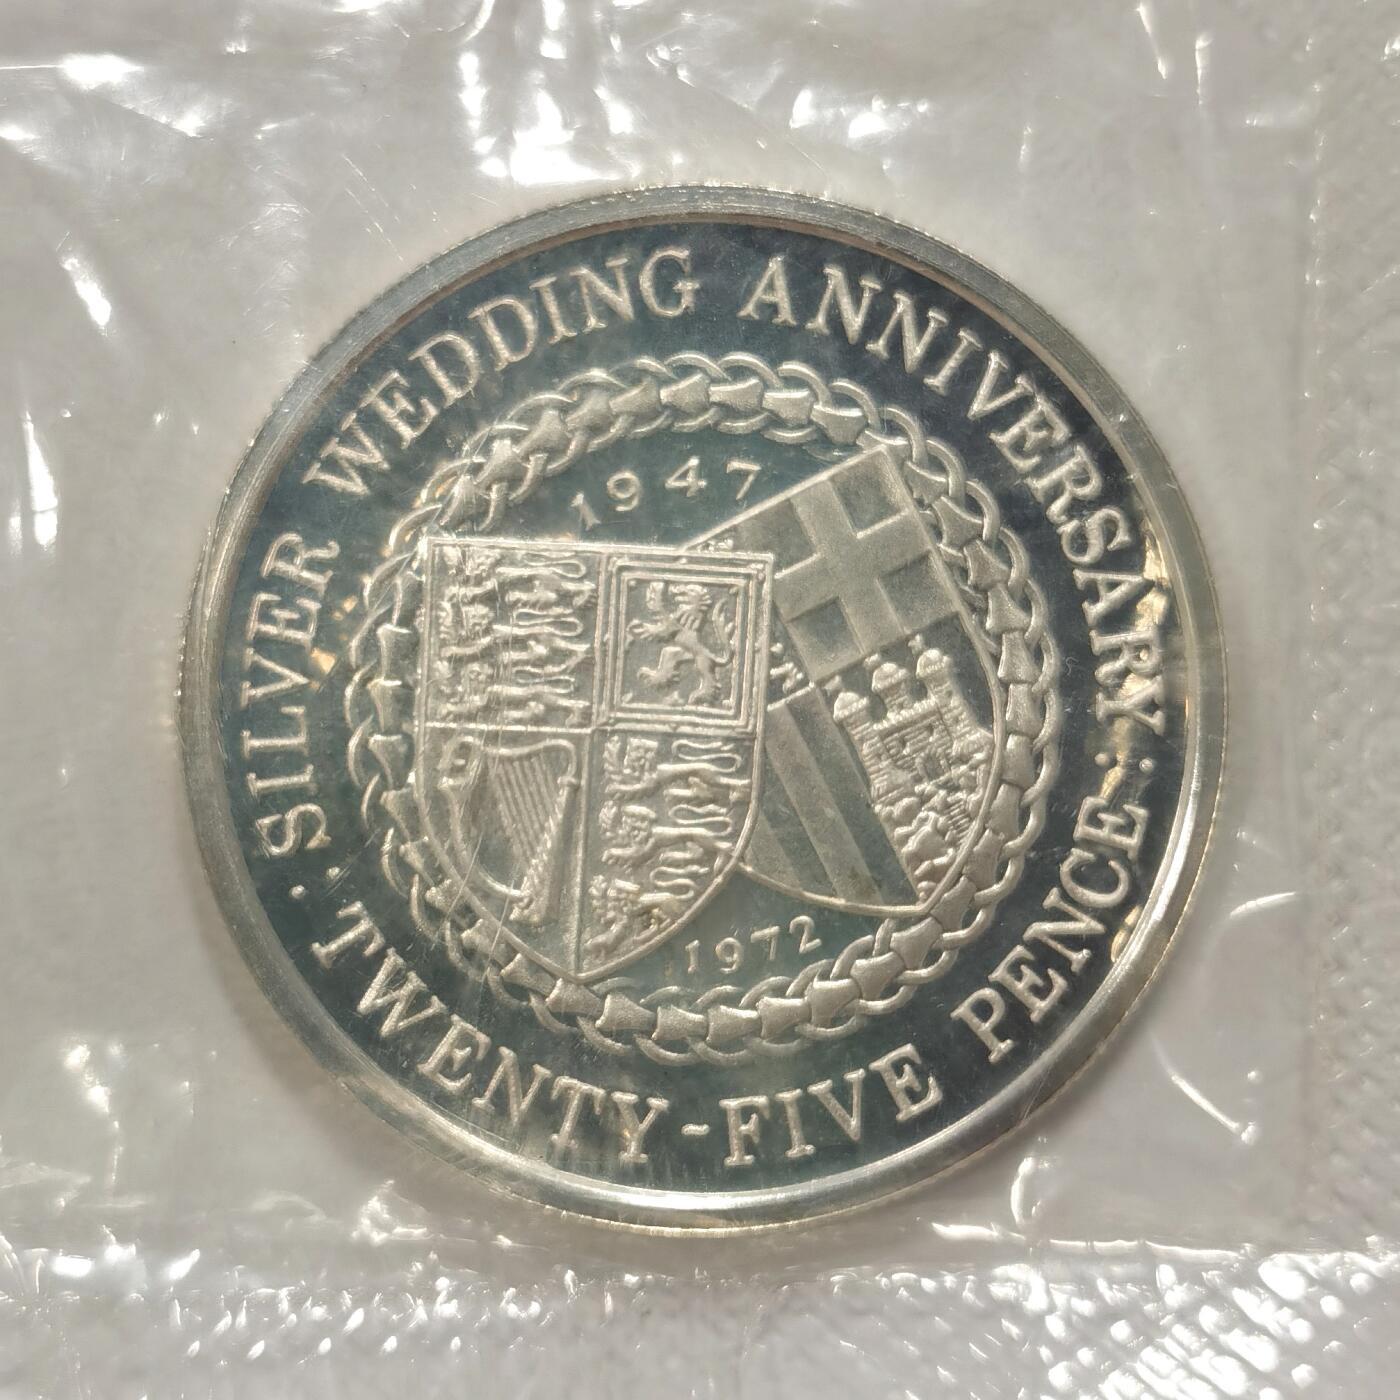 SILVER WEDDING ANNIVERSARY
1947
1972
TWENTY-FIVE PENCE